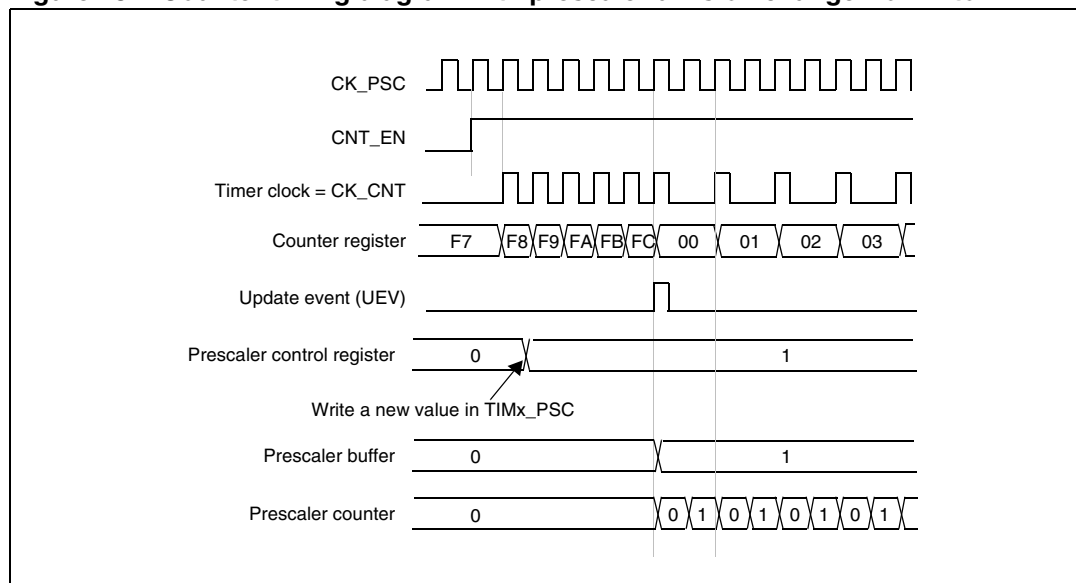 CK_PSC
CNT_EN
Timer clock = CK_CNT
Counter register F7 F8 F9 FA FB FC 00 01 02 03
Update event (UEV)
Prescaler control register 0 1
Write a new value in TIMx_PSC
Prescaler buffer 0 1
Prescaler counter 0 0 1 0 1 0 1 0 1